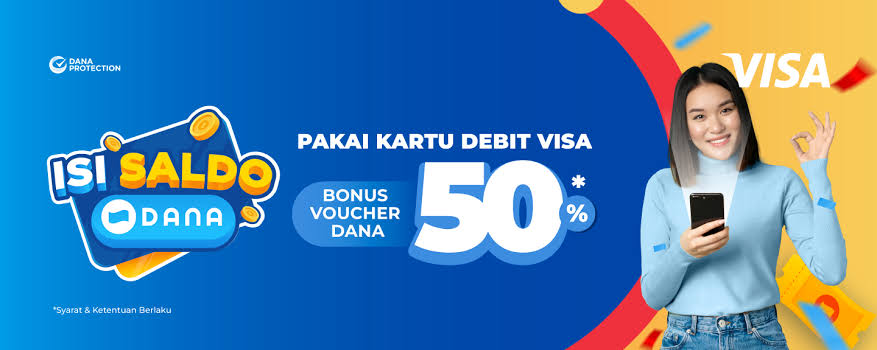 DANA
PROTECTION
VISA
ISI SALDO
DANA
PAKAI KARTU DEBIT VISA
BONUS
VOUCHER
DANA
50%*
*Syarat & Ketentuan Berlaku